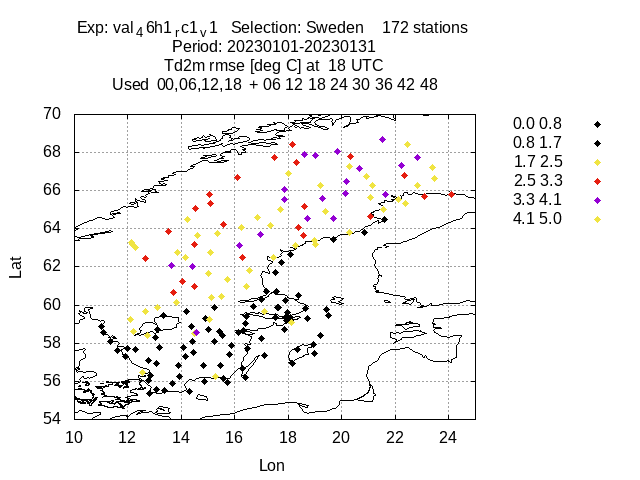 Exp: val4 6h1rc1v1 Selection: Sweden 172 stations
Period: 20230101-20230131
Td2m rmse [deg C] at 18 UTC
Used 00,06,12,18 + 06 12 18 24 30 36 42 48
70
68
66
64
62
60
58
56
54
Lat
10 12 14 16 18 20 22 24
Lon
0.0 0.8
0.8 1.7
1.7 2.5
2.5 3.3
3.3 4.1
4.1 5.0